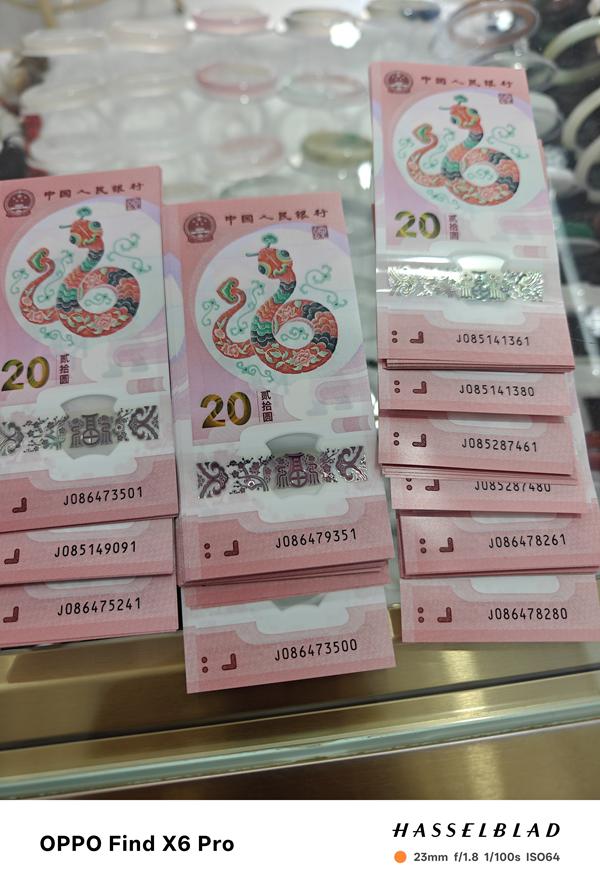 中国人民银行
20
贰拾圆
J086473501
J085149091
J086475241
中国人民银行
20
贰拾圆
福
J086479351
J086473500
中国人民银行
20
贰拾圆
J085141361
J085141380
J085287461
J085287480
J086478261
J086478280
OPPO Find X6 Pro
HASSELBLAD
23mm f/1.8 1/100s ISO64